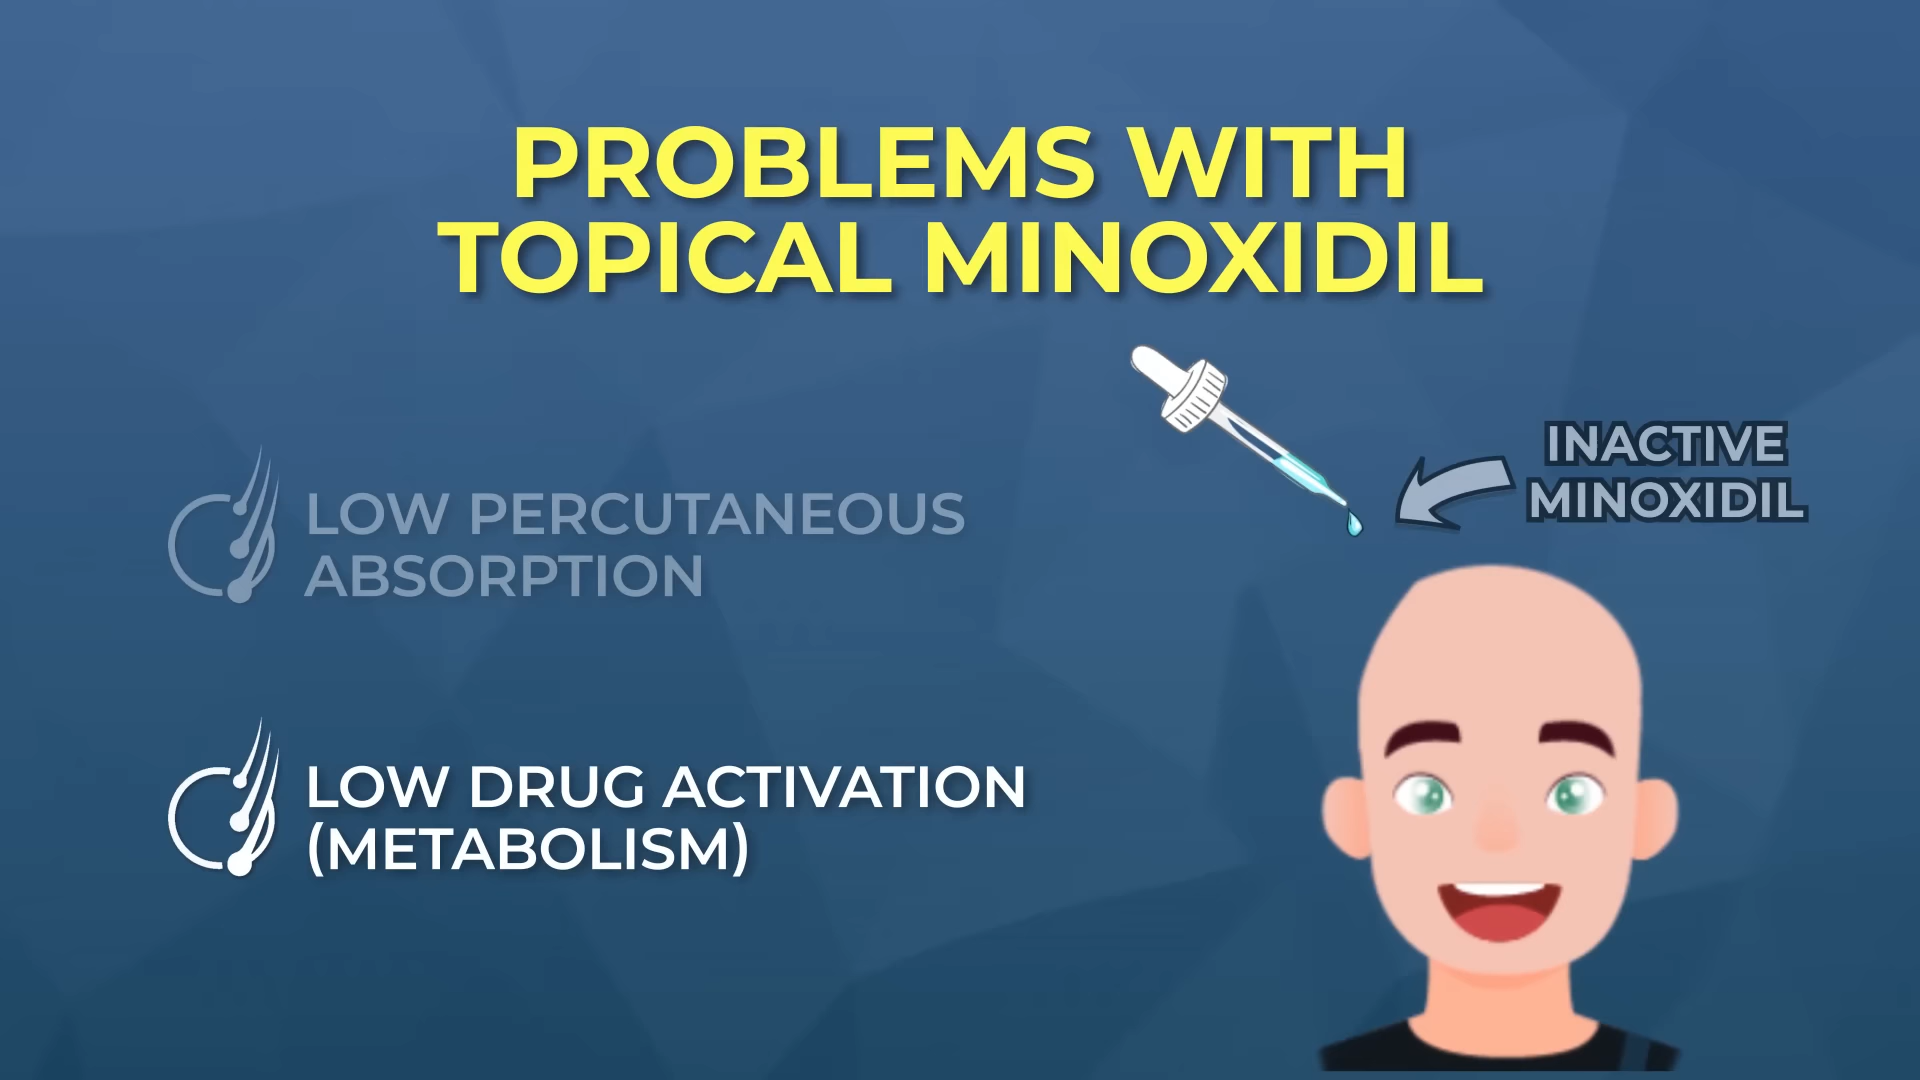 PROBLEMS WITH
TOPICAL MINOXIDIL
INACTIVE
MINOXIDIL
LOW PERCUTANEOUS
ABSORPTION
LOW DRUG ACTIVATION
(METABOLISM)